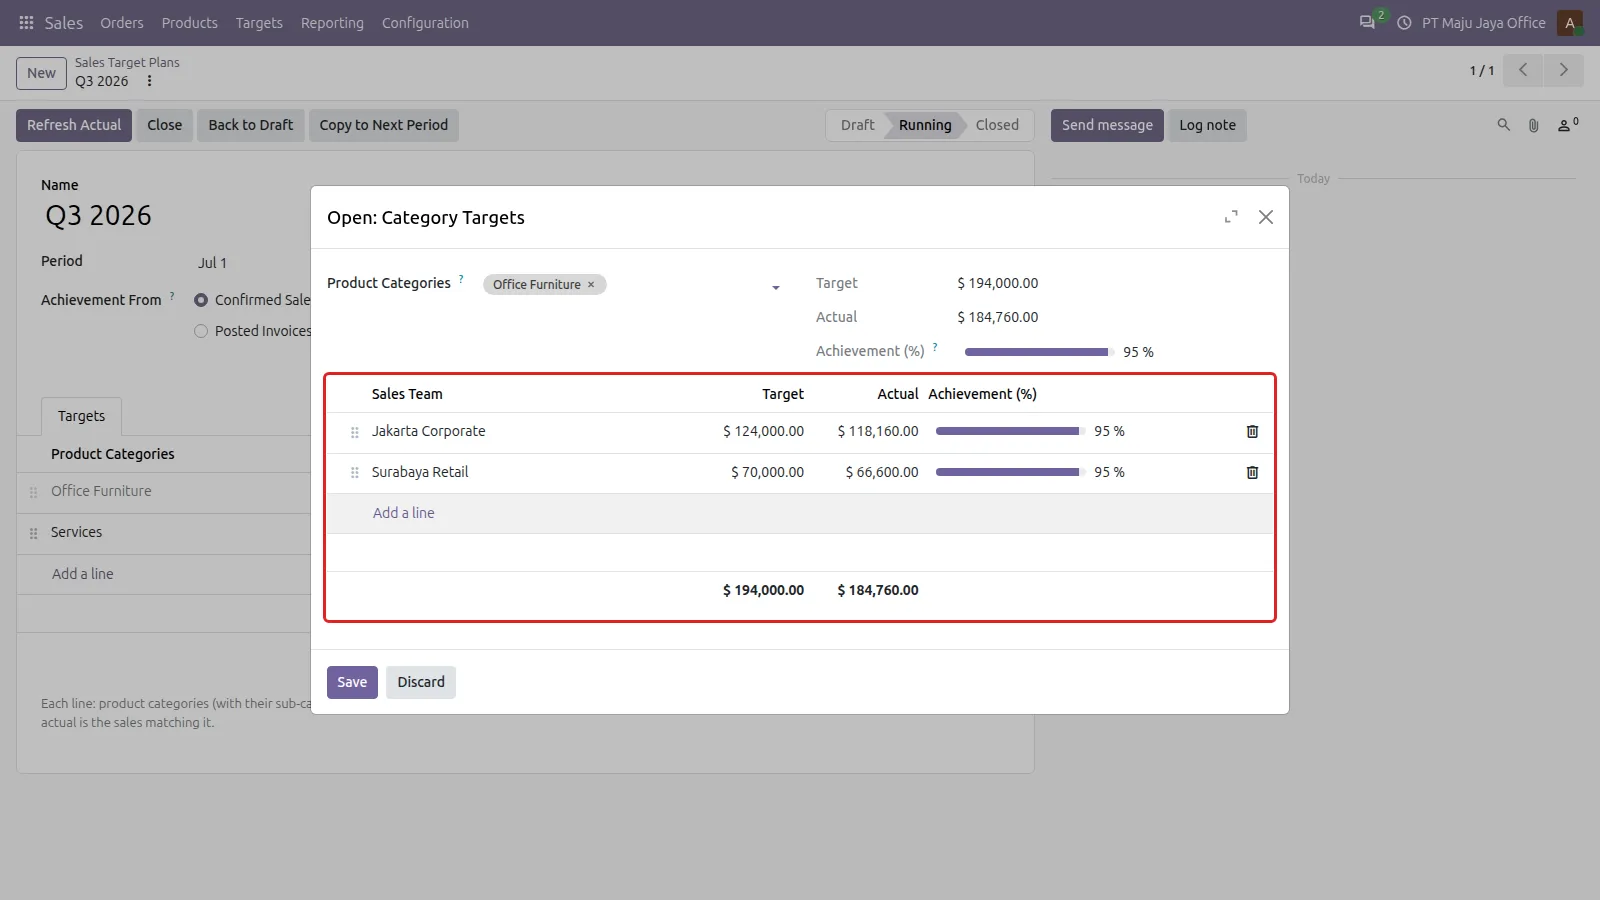 Sales Orders Products Targets Reporting Configuration 2 PT Maju Jaya Office A
New Sales Target Plans
Q3 2026 1 / 1
Refresh Actual Close Back to Draft Copy to Next Period Draft Running Closed Send message Log note 0
Today
Name
Q3 2026
Period Jul 1
Achievement From ? Confirmed Sale
Posted Invoices
Targets
Product Categories
Office Furniture
Services
Add a line
Each line: product categories (with their sub-ca
actual is the sales matching it.
Open: Category Targets
Product Categories ? Office Furniture × Target $ 194,000.00
Actual $ 184,760.00
Achievement (%) ? 95 %
Sales Team Target Actual Achievement (%)
Jakarta Corporate $ 124,000.00 $ 118,160.00 95 %
Surabaya Retail $ 70,000.00 $ 66,600.00 95 %
Add a line
$ 194,000.00 $ 184,760.00
Save Discard